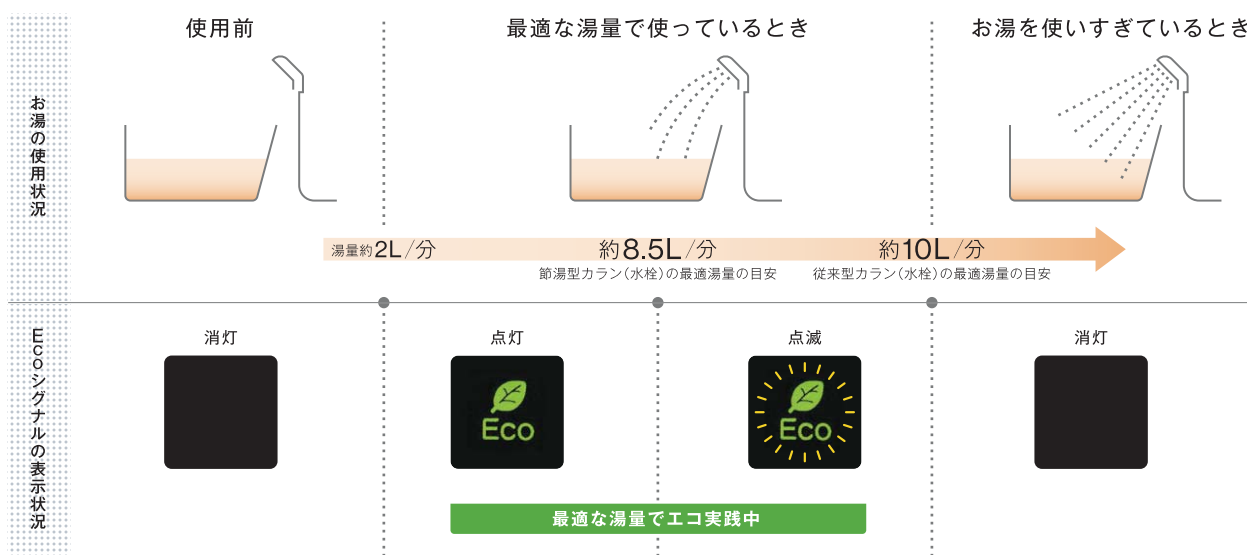 使用前
最適な湯量で使っているとき
お湯を使いすぎているとき
お湯の使用状況
湯量約2L/分
約8.5L/分
約10L/分
節湯型カラン(水栓)の最適湯量の目安
従来型カラン(水栓)の最適湯量の目安
Ecoシグナルの表示状況
消灯
点灯
点滅
消灯
Eco
Eco
最適な湯量でエコ実践中